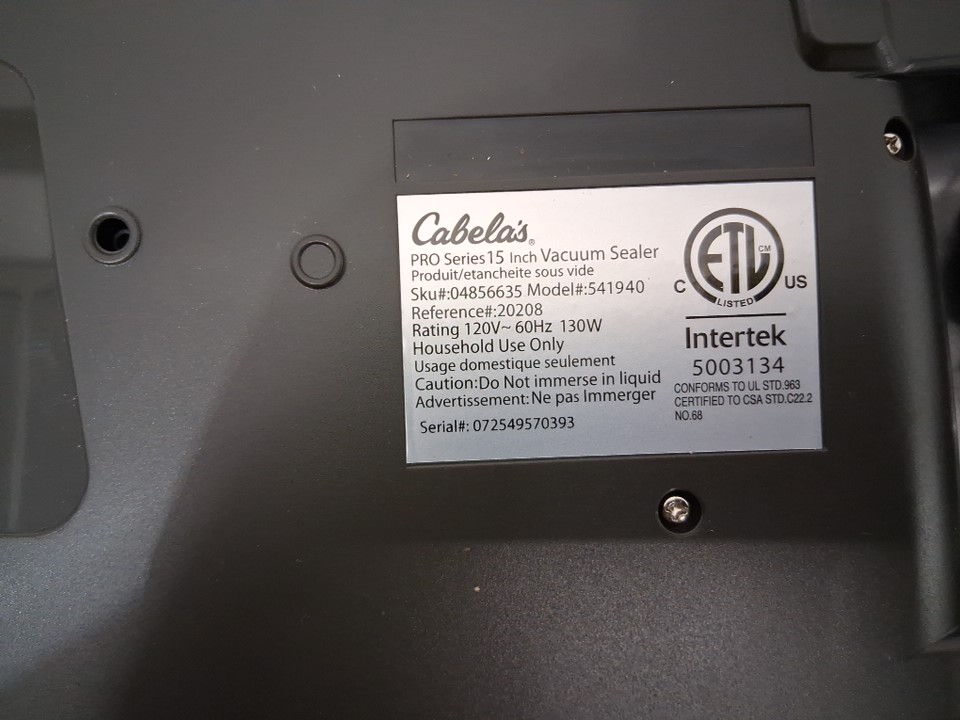 Cabela's®
PRO Series 15 Inch Vacuum Sealer
Produit/etancheite sous vide
Sku#:04856635 Model#:541940
Reference#:20208
Rating 120V~ 60Hz 130W
Household Use Only
Usage domestique seulement
Caution:Do Not immerse in liquid
Advertissement: Ne pas Immerger
Serial#: 072549570393
ETL CM
C US
LISTED
Intertek
5003134
CONFORMS TO UL STD.963
CERTIFIED TO CSA STD.C22.2
NO.68